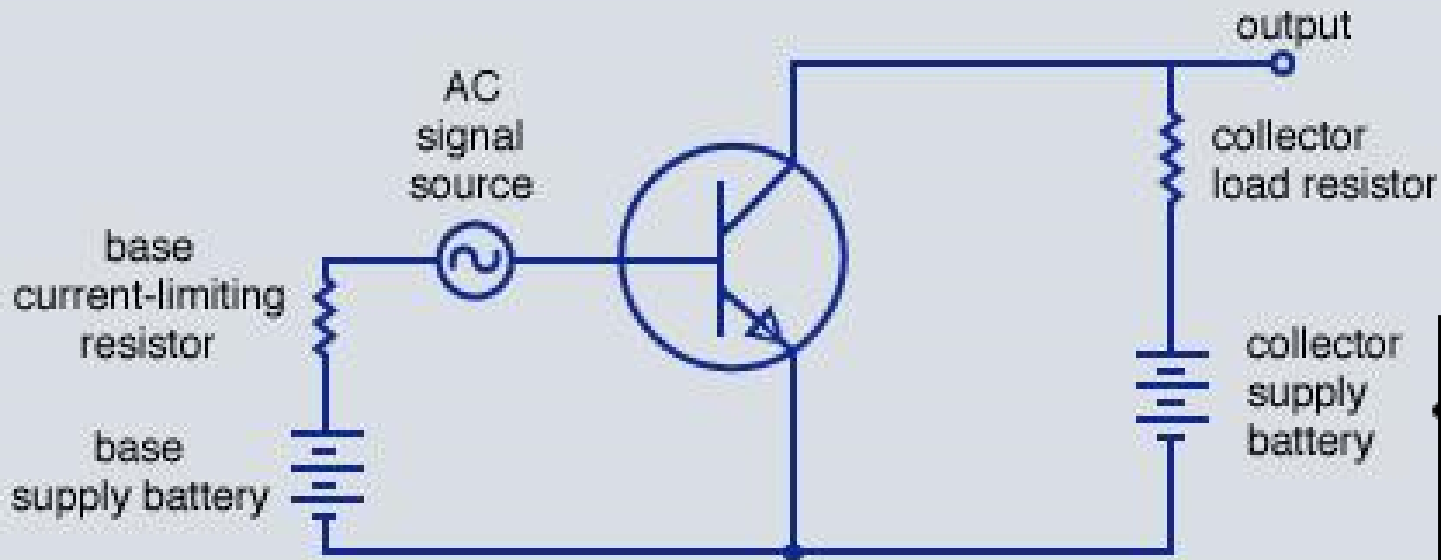 output
AC
signal
source
collector
load resistor
base
current-limiting
resistor
collector
supply
battery
base
supply battery